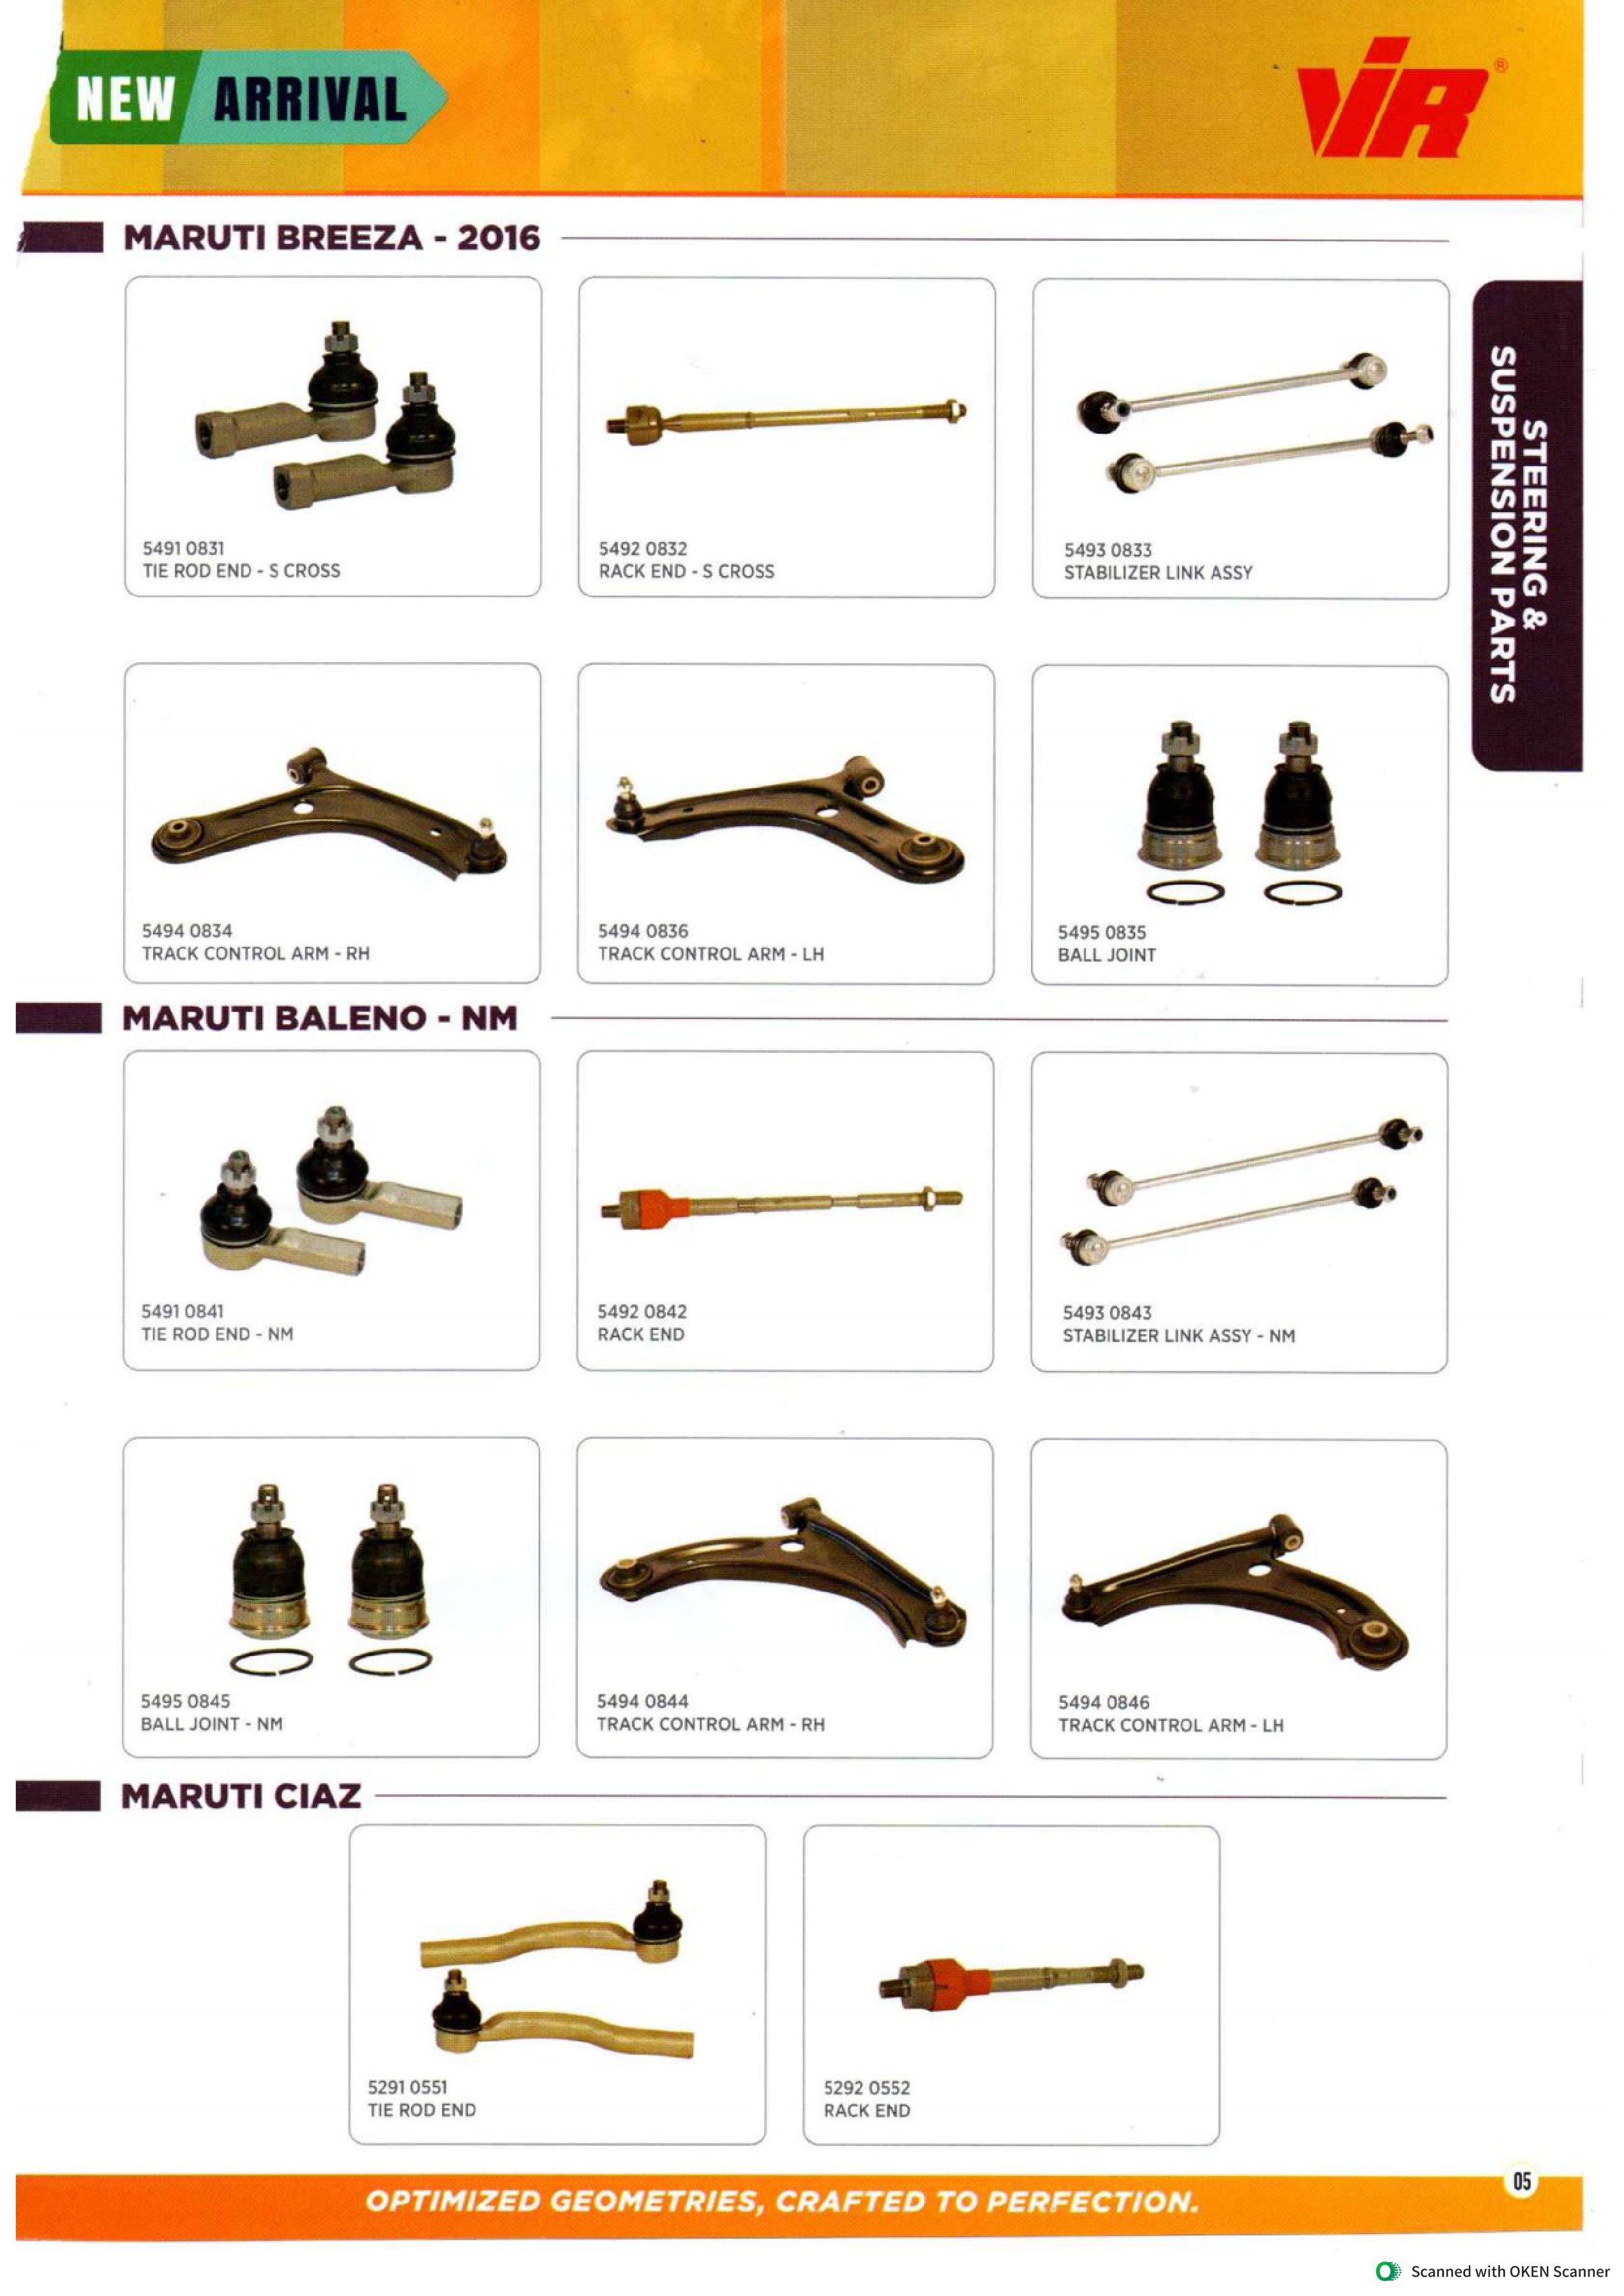 NEW ARRIVAL
ViR®
MARUTI BREEZA - 2016
5491 0831
TIE ROD END - S CROSS
5492 0832
RACK END - S CROSS
5493 0833
STABILIZER LINK ASSY
STEERING &
SUSPENSION PARTS
5494 0834
TRACK CONTROL ARM - RH
5494 0836
TRACK CONTROL ARM - LH
5495 0835
BALL JOINT
MARUTI BALENO - NM
5491 0841
TIE ROD END - NM
5492 0842
RACK END
5493 0843
STABILIZER LINK ASSY - NM
5495 0845
BALL JOINT - NM
5494 0844
TRACK CONTROL ARM - RH
5494 0846
TRACK CONTROL ARM - LH
MARUTI CIAZ
5291 0551
TIE ROD END
5292 0552
RACK END
05
OPTIMIZED GEOMETRIES, CRAFTED TO PERFECTION.
Scanned with OKEN Scanner